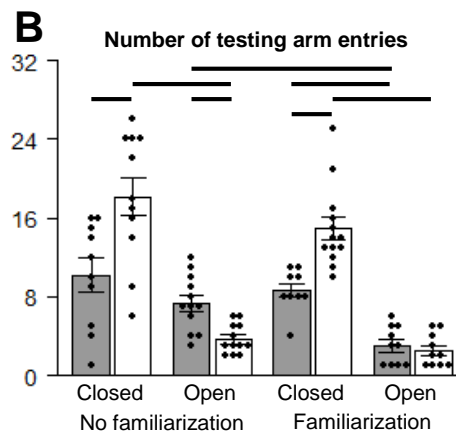 B
Number of testing arm entries
32
24
16
8
0
Closed Open Closed Open
No familiarization Familiarization